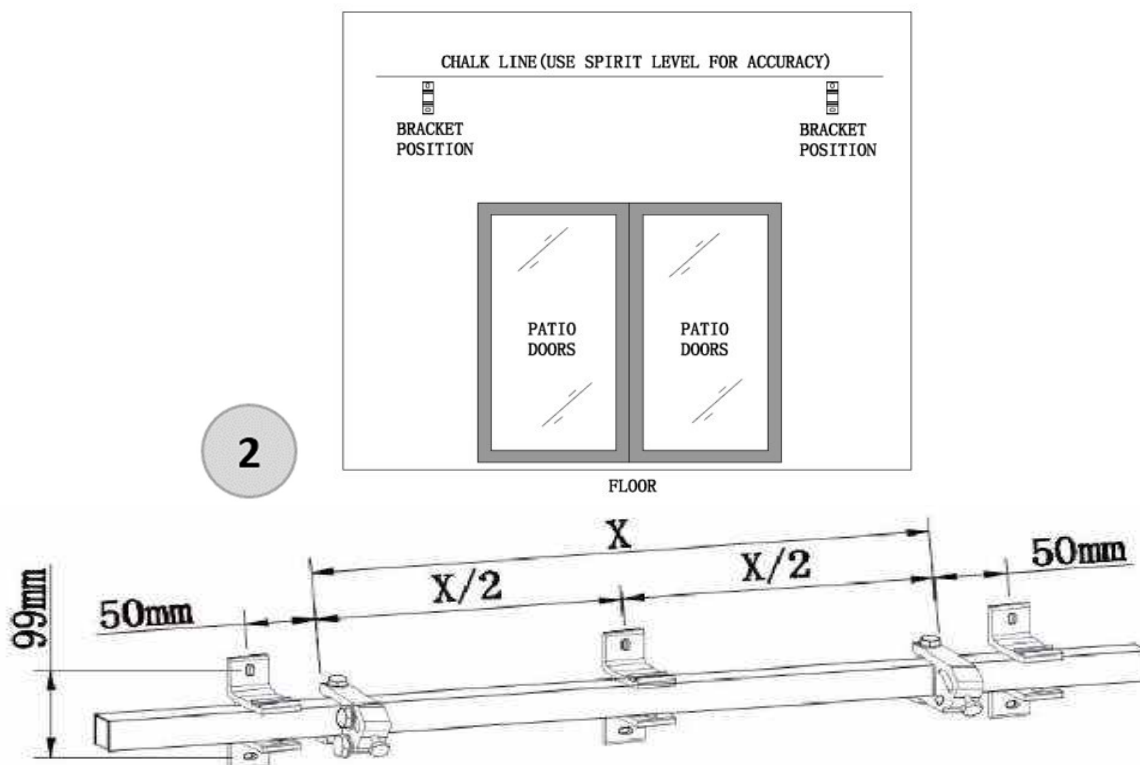 CHALK LINE(USE SPIRIT LEVEL FOR ACCURACY)
BRACKET
POSITION
BRACKET
POSITION
PATIO
DOORS
PATIO
DOORS
2
FLOOR
X
X/2
X/2
50mm
50mm
99mm